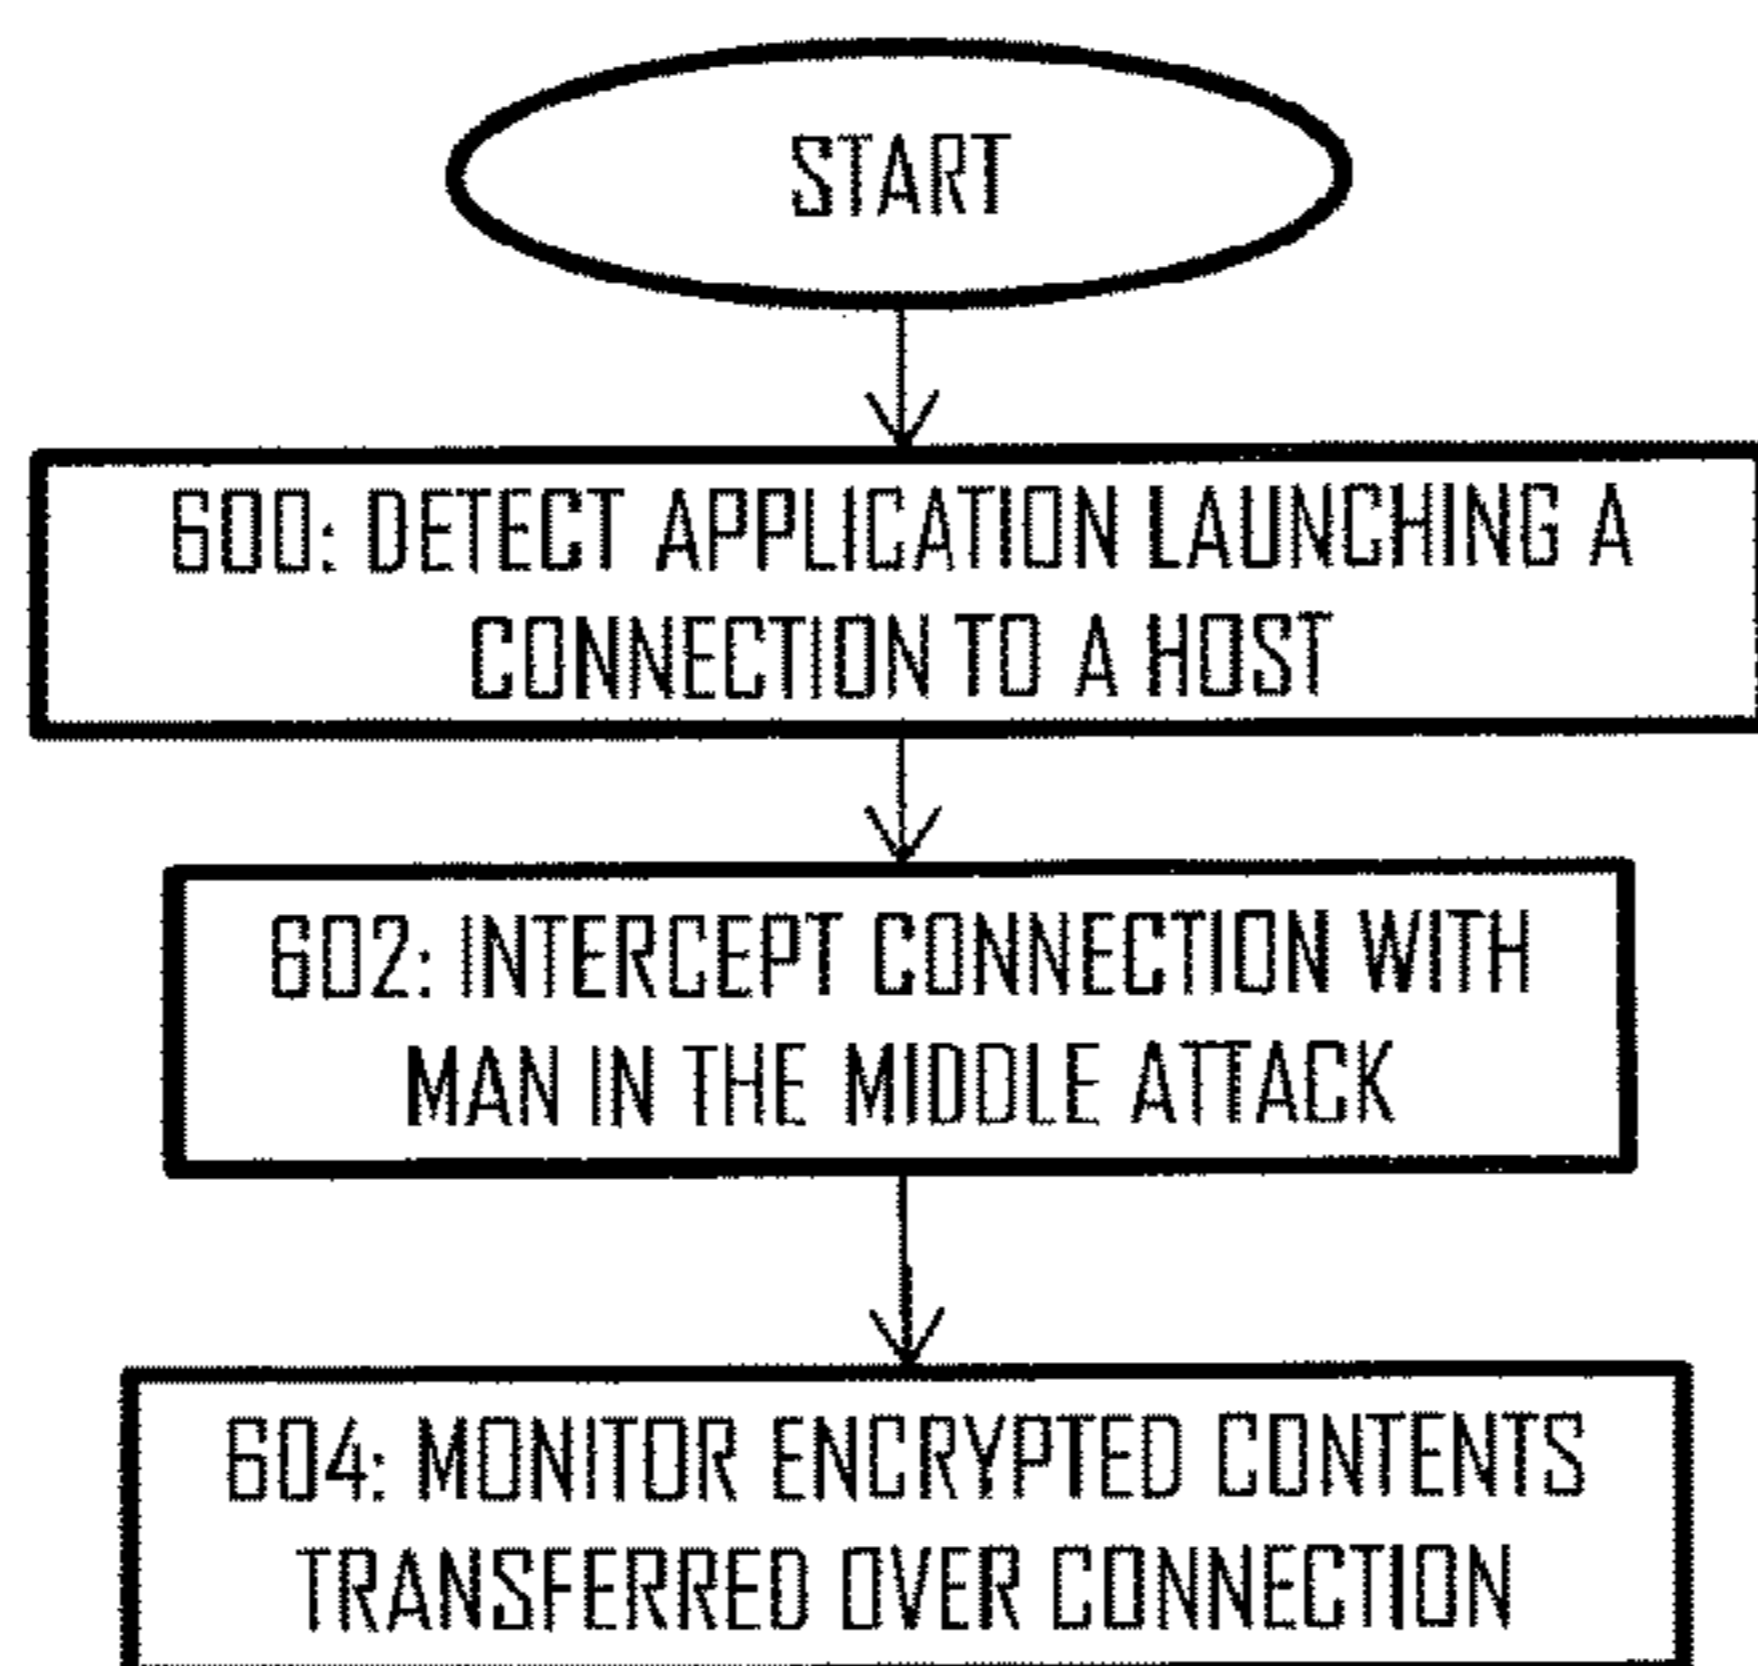 START
600: DETECT APPLICATION LAUNCHING A
CONNECTION TO A HOST
602: INTERCEPT CONNECTION WITH
MAN IN THE MIDDLE ATTACK
604: MONITOR ENCRYPTED CONTENTS
TRANSFERRED OVER CONNECTION